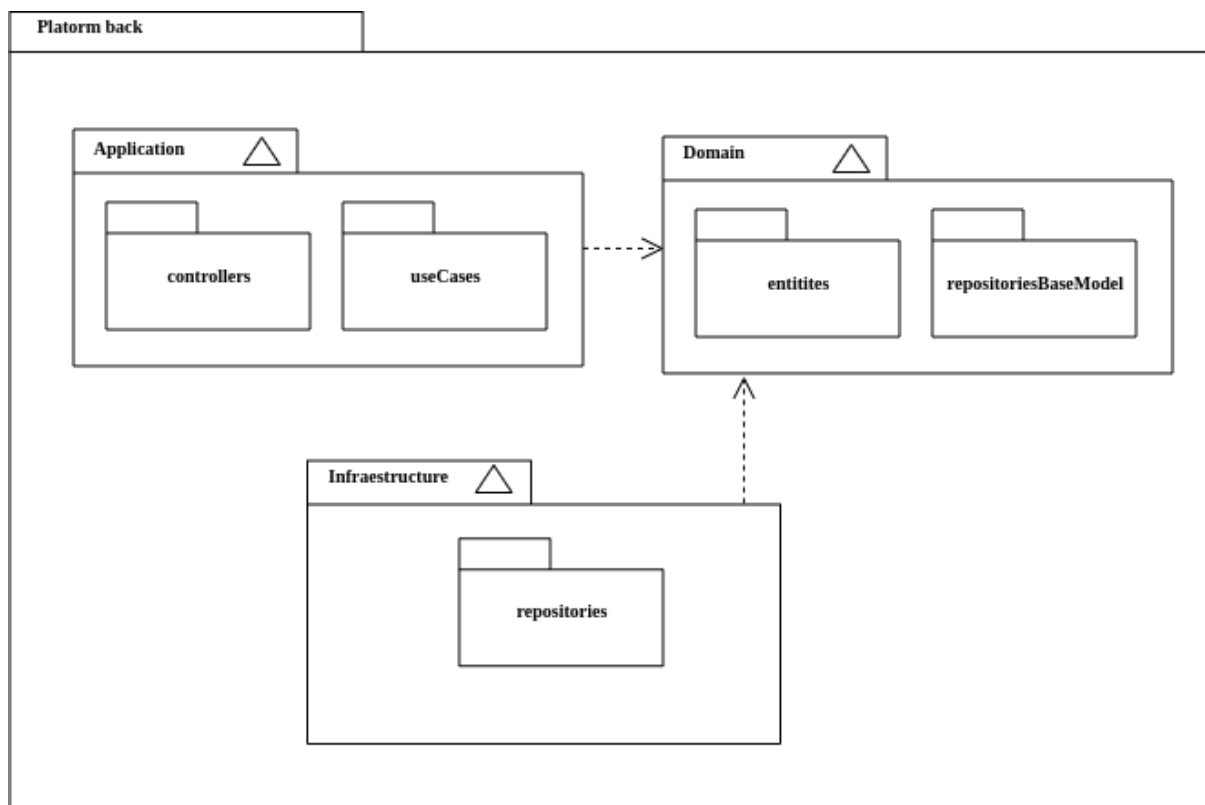 Platorm back
Application
Domain
controllers
useCases
entitites
repositoriesBaseModel
Infraestructure
repositories